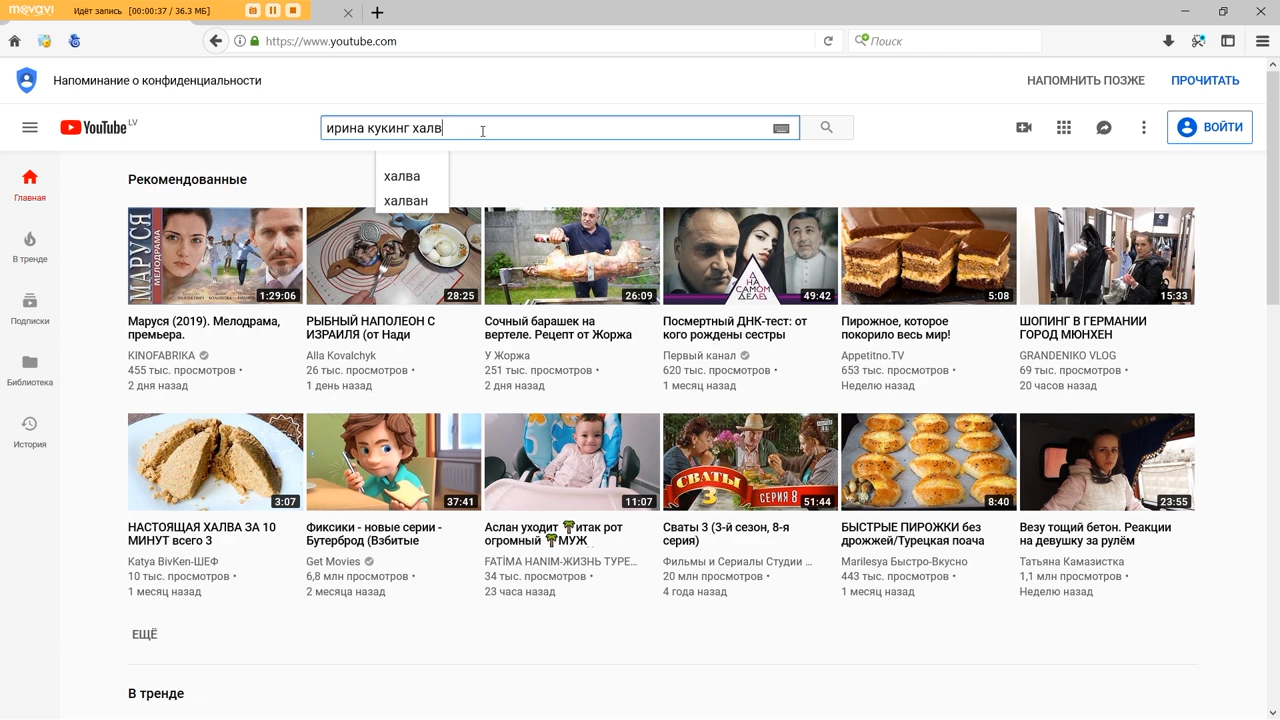 movavi Идёт запись [00:00:37 / 36.3 МБ]
https://www.youtube.com
Поиск
Напоминание о конфиденциальности
НАПОМНИТЬ ПОЗЖЕ
ПРОЧИТАТЬ
YouTube LV
ирина кукинг халв
ВОЙТИ
халва
халван
Главная
В тренде
Подписки
Библиотека
История
Рекомендованные
МАРУСЯ
МЕЛОДРАМА
1:29:06
28:25
26:09
НА САМОМ ДЕЛЕ
49:42
5:08
15:33
Маруся (2019). Мелодрама,
премьера.
KINOFABRIKA
455 тыс. просмотров •
2 дня назад
РЫБНЫЙ НАПОЛЕОН С
ИЗРАИЛЯ (от Нади
Alla Kovalchyk
26 тыс. просмотров •
1 день назад
Сочный барашек на
вертеле. Рецепт от Жоржа
У Жоржа
251 тыс. просмотров •
2 дня назад
Посмертный ДНК-тест: от
кого рождены сестры
Первый канал
620 тыс. просмотров •
1 месяц назад
Пирожное, которое
покорило весь мир!
Appetitno.TV
653 тыс. просмотров •
Неделю назад
ШОПИНГ В ГЕРМАНИИ
ГОРОД МЮНХЕН
GRANDENIKO VLOG
69 тыс. просмотров •
20 часов назад
3:07
37:41
11:07
СВАТЫ
3
СЕРИЯ 8
51:44
8:40
23:55
НАСТОЯЩАЯ ХАЛВА ЗА 10
МИНУТ всего 3
Katya BivKen-ШЕФ
10 тыс. просмотров •
1 месяц назад
Фиксики - новые серии -
Бутерброд (Взбитые
Get Movies
6,8 млн просмотров •
2 месяца назад
Аслан уходит 🌴итак рот
огромный 🌴МУЖ
FATİMA HANIM-ЖИЗНЬ ТУРЕ...
34 тыс. просмотров •
23 часа назад
Сваты 3 (3-й сезон, 8-я
серия)
Фильмы и Сериалы Студии ...
20 млн просмотров •
4 года назад
БЫСТРЫЕ ПИРОЖКИ без
дрожжей/Турецкая поача
Marilesya Быстро-Вкусно
443 тыс. просмотров •
1 месяц назад
Везу тощий бетон. Реакции
на девушку за рулём
Татьяна Камазистка
1,1 млн просмотров •
Неделю назад
ЕЩЁ
В тренде